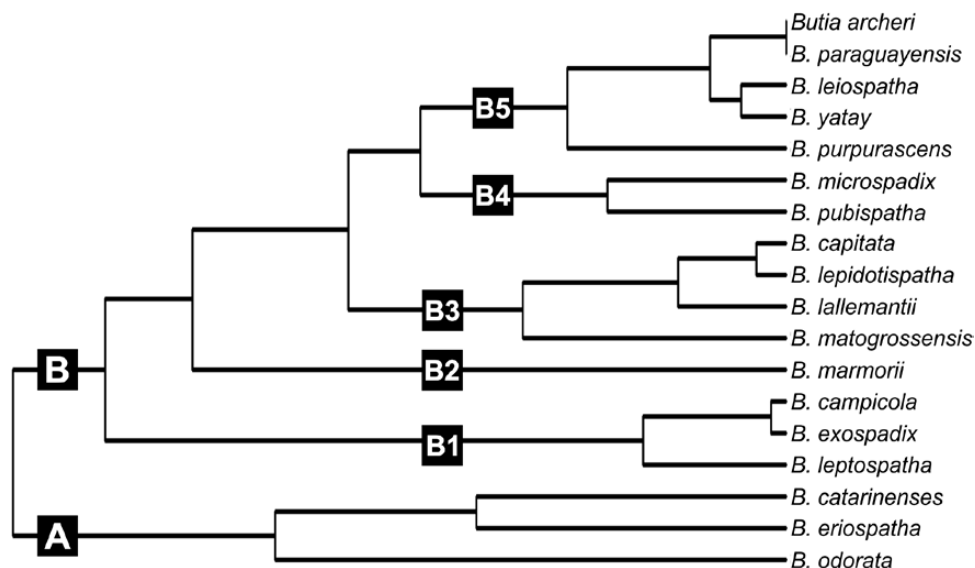 Butia archeri
B. paraguayensis
B. leiospatha
B5
B. yatay
B. purpurascens
B. microspadix
B4
B. pubispatha
B. capitata
B. lepidotispatha
B3
B. lallemantii
B. matogrossensis
B
B2
B. marmorii
B. campicola
B. exospadix
B1
B. leptospatha
B. catarinenses
B. eriospatha
A
B. odorata